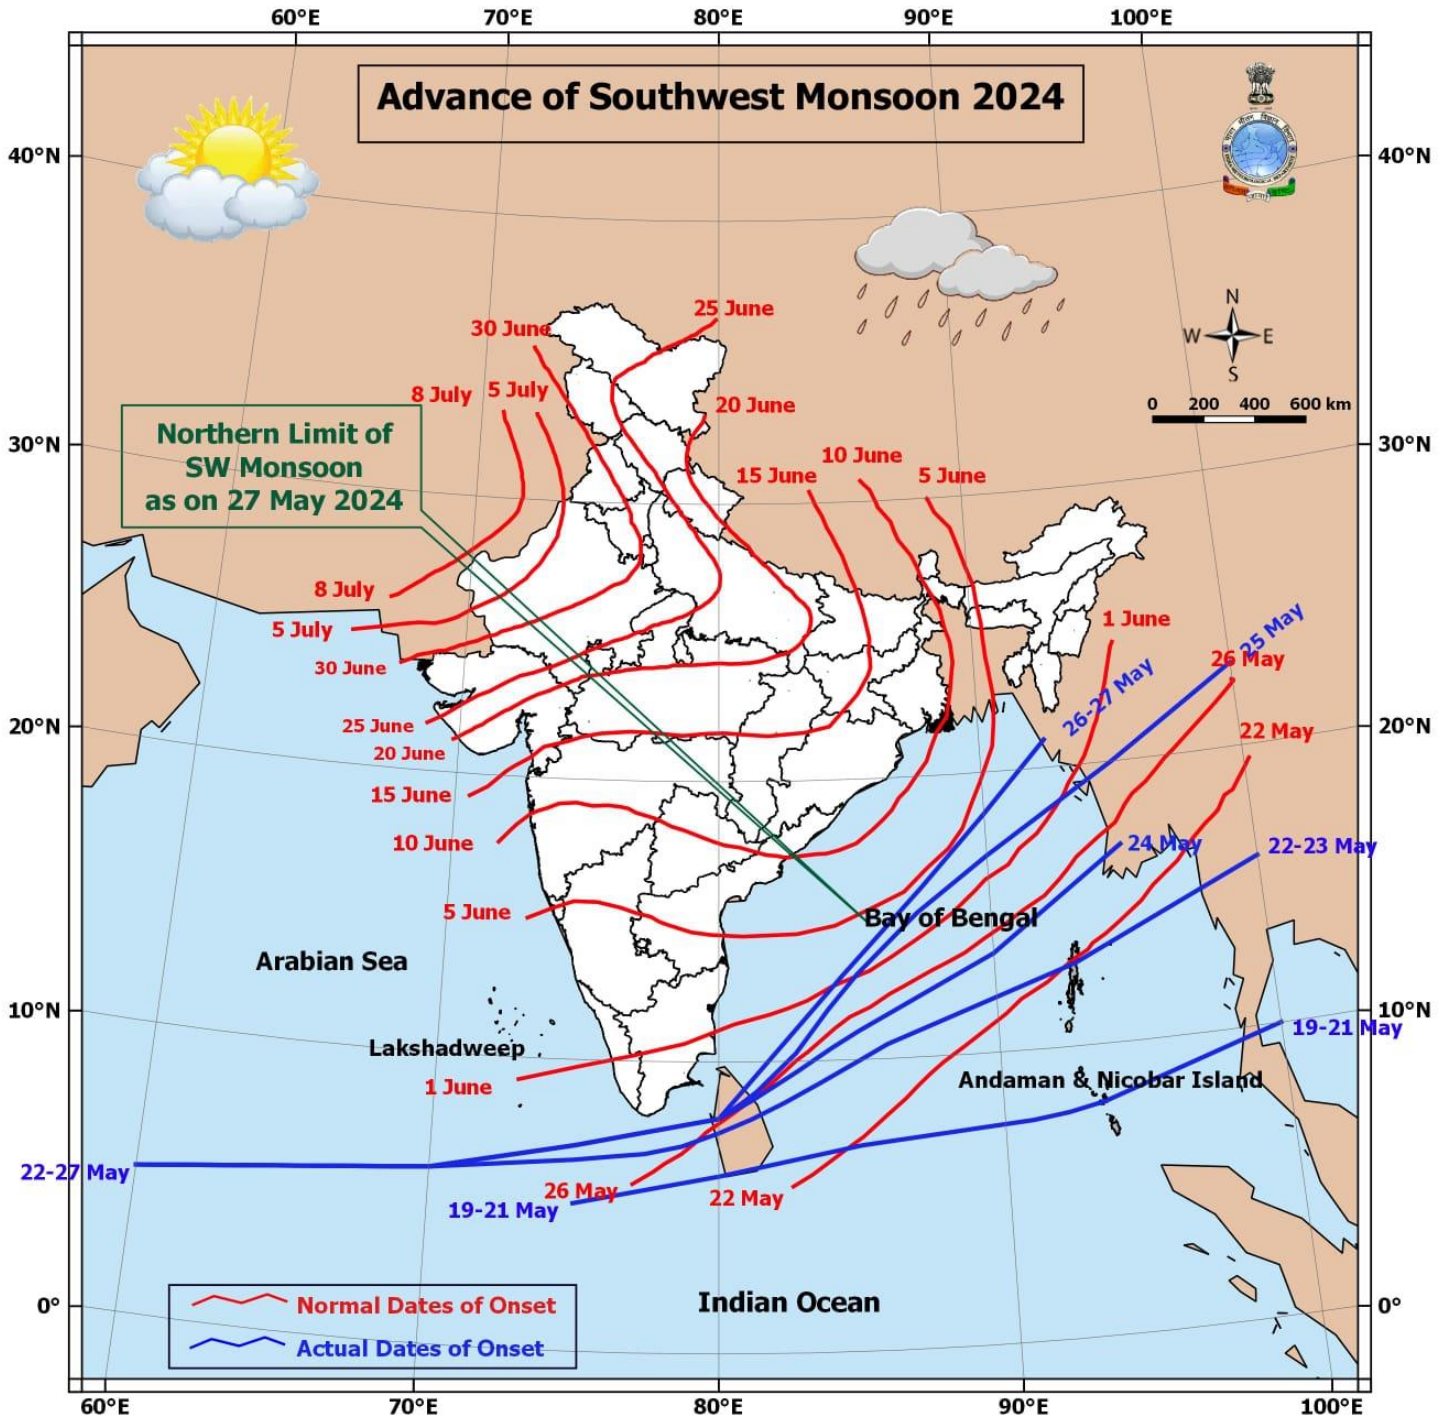 60°E 70°E 80°E 90°E 100°E
Advance of Southwest Monsoon 2024
40°N 40°N
N
W E
S
25 June
30 June
8 July 5 July
20 June
0 200 400 600 km
Northern Limit of
SW Monsoon
as on 27 May 2024
30°N 30°N
10 June
15 June 5 June
8 July
5 July
1 June
25 May
30 June
26 May
26-27 May
25 June
20°N 20°N
22 May
20 June
15 June
10 June
24 May
22-23 May
5 June
Bay of Bengal
Arabian Sea
10°N 10°N
19-21 May
Lakshadweep
1 June
Andaman & Nicobar Island
22-27 May
26 May
22 May
19-21 May
Indian Ocean
0° 0°
Normal Dates of Onset
Actual Dates of Onset
60°E 70°E 80°E 90°E 100°E